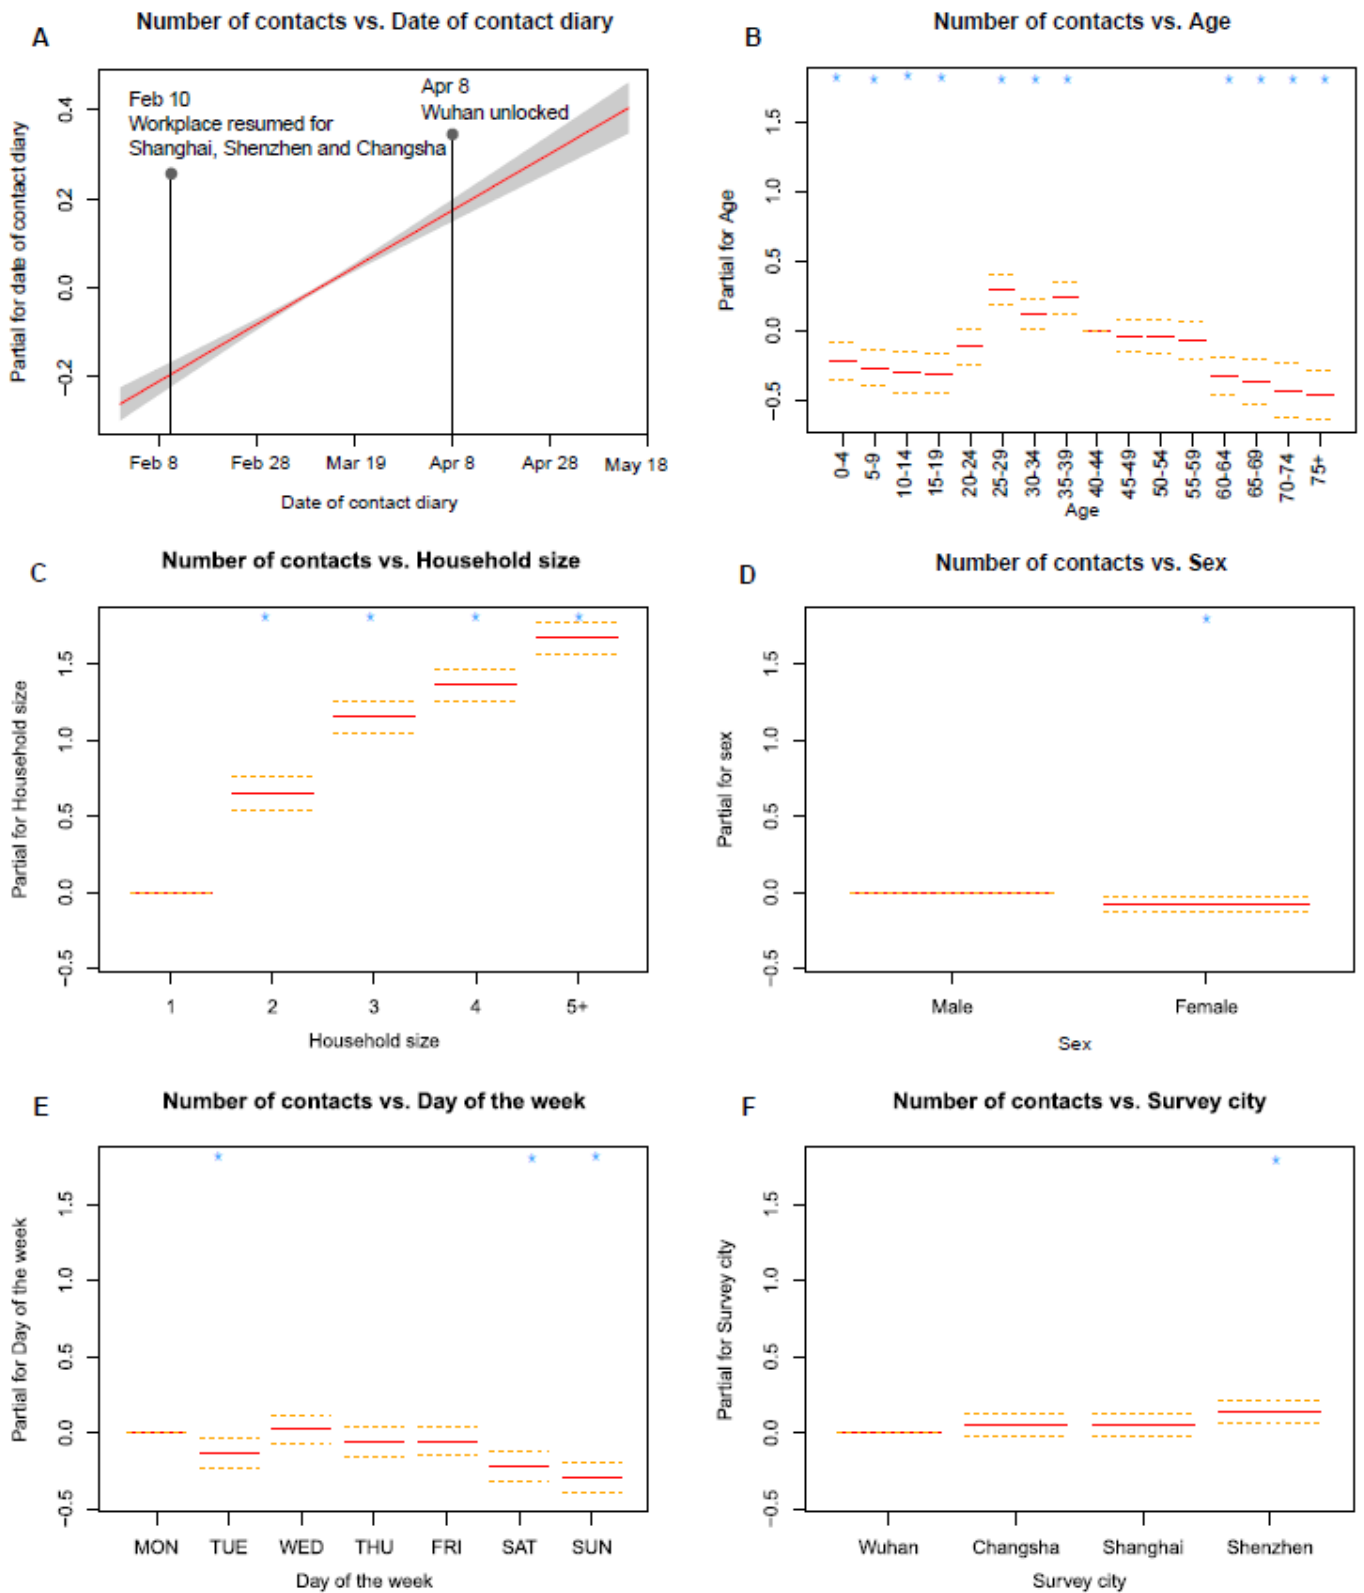 A
Number of contacts vs. Date of contact diary
Partial for date of contact diary
0.4
0.2
0.0
−0.2
Feb 10
Workplace resumed for
Shanghai, Shenzhen and Changsha
Apr 8
Wuhan unlocked
Feb 8
Feb 28
Mar 19
Apr 8
Apr 28
May 18
Date of contact diary
B
Number of contacts vs. Age
* * * * * * * * * * *
Partial for Age
1.5
1.0
0.5
0.0
−0.5
0-4
5-9
10-14
15-19
20-24
25-29
30-34
35-39
40-44
45-49
50-54
55-59
60-64
65-69
70-74
75+
Age
C
Number of contacts vs. Household size
* * * *
Partial for Household size
1.5
1.0
0.5
0.0
−0.5
1
2
3
4
5+
Household size
D
Number of contacts vs. Sex
*
Partial for sex
1.5
1.0
0.5
0.0
−0.5
Male
Female
Sex
E
Number of contacts vs. Day of the week
* * *
Partial for Day of the week
1.5
1.0
0.5
0.0
−0.5
MON
TUE
WED
THU
FRI
SAT
SUN
Day of the week
F
Number of contacts vs. Survey city
*
Partial for Survey city
1.5
1.0
0.5
0.0
−0.5
Wuhan
Changsha
Shanghai
Shenzhen
Survey city